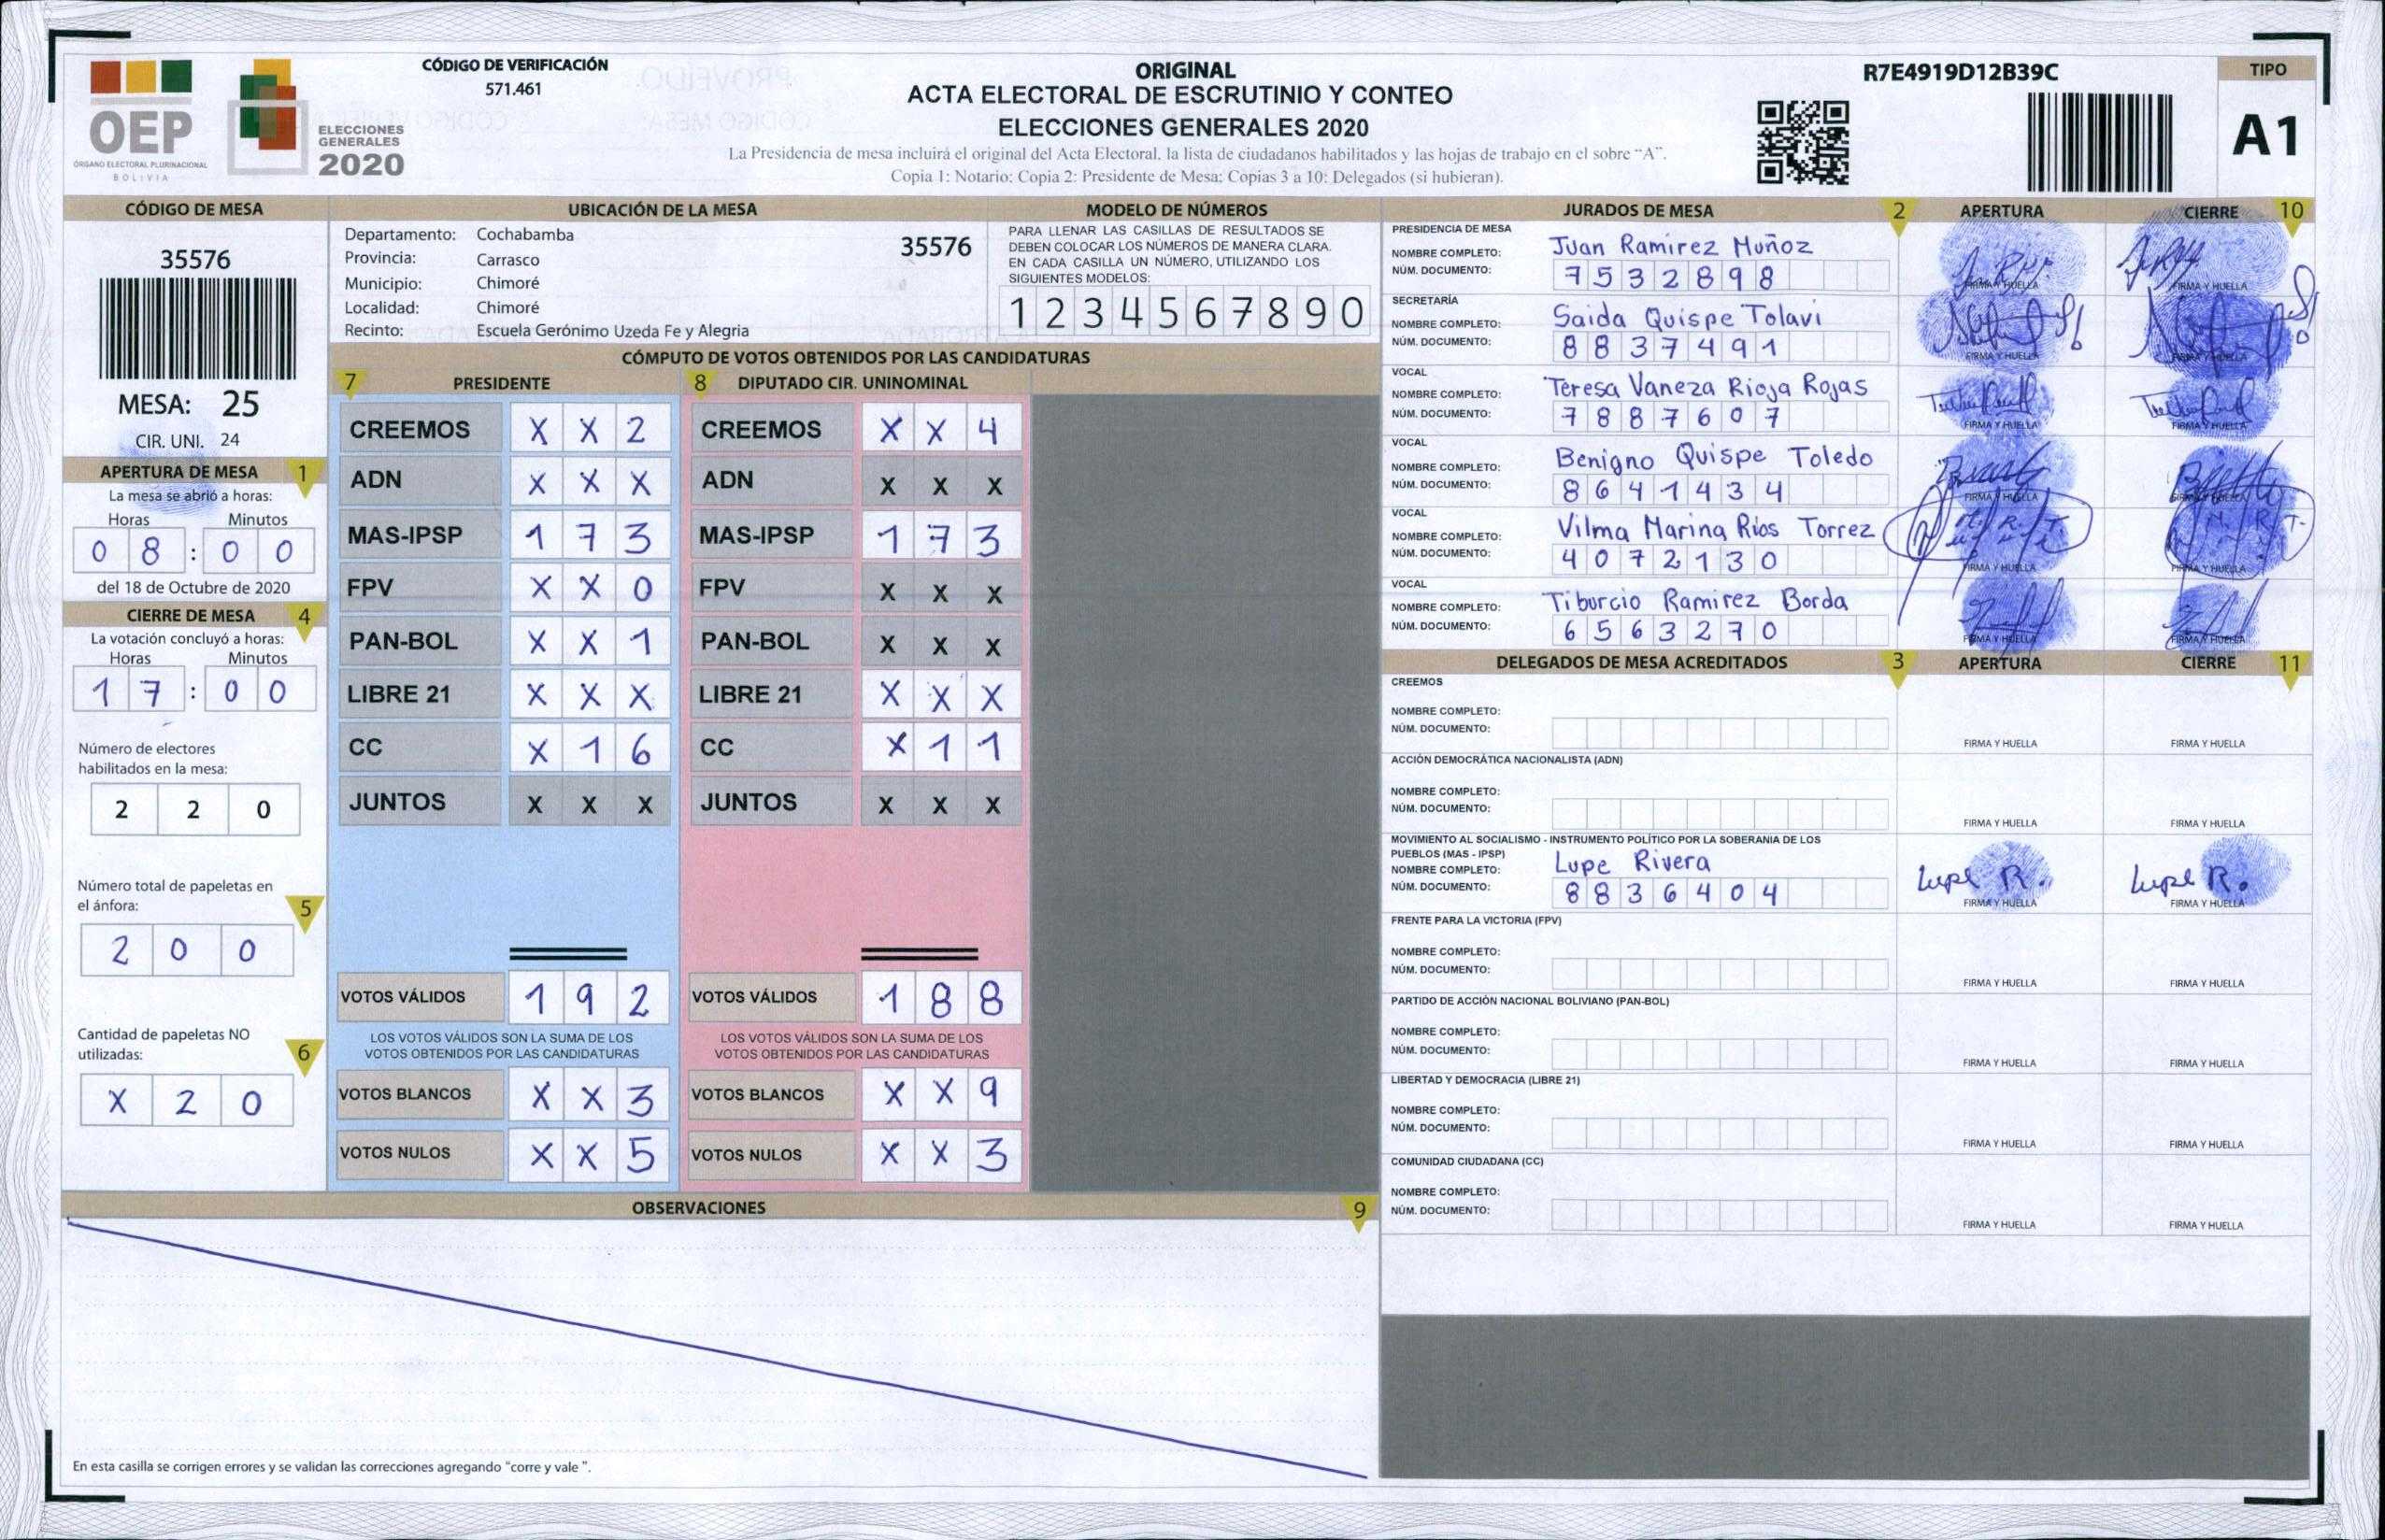 OEP
ÓRGANO ELECTORAL PLURINACIONAL
BOLIVIA
ELECCIONES
GENERALES
2020
CÓDIGO DE VERIFICACIÓN
571.461
ORIGINAL
ACTA ELECTORAL DE ESCRUTINIO Y CONTEO
ELECCIONES GENERALES 2020
La Presidencia de mesa incluirá el original del Acta Electoral, la lista de ciudadanos habilitados y las hojas de trabajo en el sobre "A".
Copia 1: Notario; Copia 2: Presidente de Mesa; Copias 3 a 10: Delegados (si hubieran).
R7E4919D12B39C
TIPO
A1
CÓDIGO DE MESA
35576
MESA: 25
CIR. UNI. 24
APERTURA DE MESA 1
La mesa se abrió a horas:
Horas Minutos
0 8 : 0 0
del 18 de Octubre de 2020
CIERRE DE MESA 4
La votación concluyó a horas:
Horas Minutos
1 7 : 0 0
Número de electores
habilitados en la mesa:
2 2 0
Número total de papeletas en
el ánfora: 5
2 0 0
Cantidad de papeletas NO
utilizadas: 6
X 2 0
UBICACIÓN DE LA MESA
Departamento: Cochabamba
35576
Provincia: Carrasco
Municipio: Chimoré
Localidad: Chimoré
Recinto: Escuela Gerónimo Uzeda Fe y Alegria
MODELO DE NÚMEROS
PARA LLENAR LAS CASILLAS DE RESULTADOS SE
DEBEN COLOCAR LOS NÚMEROS DE MANERA CLARA.
EN CADA CASILLA UN NÚMERO, UTILIZANDO LOS
SIGUIENTES MODELOS:
1 2 3 4 5 6 7 8 9 0
CÓMPUTO DE VOTOS OBTENIDOS POR LAS CANDIDATURAS
7 PRESIDENTE 8 DIPUTADO CIR. UNINOMINAL
CREEMOS X X 2 CREEMOS X X 4
ADN X X X ADN X X X
MAS-IPSP 1 7 3 MAS-IPSP 1 7 3
FPV X X 0 FPV X X X
PAN-BOL X X 1 PAN-BOL X X X
LIBRE 21 X X X LIBRE 21 X X X
CC X 1 6 CC X 1 1
JUNTOS X X X JUNTOS X X X
VOTOS VÁLIDOS 1 9 2 VOTOS VÁLIDOS 1 8 8
LOS VOTOS VÁLIDOS SON LA SUMA DE LOS LOS VOTOS VÁLIDOS SON LA SUMA DE LOS
VOTOS OBTENIDOS POR LAS CANDIDATURAS VOTOS OBTENIDOS POR LAS CANDIDATURAS
VOTOS BLANCOS X X 3 VOTOS BLANCOS X X 9
VOTOS NULOS X X 5 VOTOS NULOS X X 3
OBSERVACIONES 9
En esta casilla se corrigen errores y se validan las correcciones agregando "corre y vale ".
JURADOS DE MESA 2 APERTURA CIERRE 10
PRESIDENCIA DE MESA
NOMBRE COMPLETO: Juan Ramirez Muñoz
NÚM. DOCUMENTO: 7 5 3 2 8 9 8
FIRMA Y HUELLA FIRMA Y HUELLA
SECRETARÍA
NOMBRE COMPLETO: Saida Quispe Tolavi
NÚM. DOCUMENTO: 8 8 3 7 4 9 1
FIRMA Y HUELLA FIRMA Y HUELLA
VOCAL
NOMBRE COMPLETO: Teresa Vaneza Rioja Rojas
NÚM. DOCUMENTO: 7 8 8 7 6 0 7
FIRMA Y HUELLA FIRMA Y HUELLA
VOCAL
NOMBRE COMPLETO: Benigno Quispe Toledo
NÚM. DOCUMENTO: 8 6 4 1 4 3 4
FIRMA Y HUELLA FIRMA Y HUELLA
VOCAL
NOMBRE COMPLETO: Vilma Marina Rios Torrez
NÚM. DOCUMENTO: 4 0 7 2 1 3 0
FIRMA Y HUELLA FIRMA Y HUELLA
VOCAL
NOMBRE COMPLETO: Tiburcio Ramirez Borda
NÚM. DOCUMENTO: 6 5 6 3 2 7 0
FIRMA Y HUELLA FIRMA Y HUELLA
DELEGADOS DE MESA ACREDITADOS 3 APERTURA CIERRE 11
CREEMOS
NOMBRE COMPLETO:
NÚM. DOCUMENTO:
FIRMA Y HUELLA FIRMA Y HUELLA
ACCIÓN DEMOCRÁTICA NACIONALISTA (ADN)
NOMBRE COMPLETO:
NÚM. DOCUMENTO:
FIRMA Y HUELLA FIRMA Y HUELLA
MOVIMIENTO AL SOCIALISMO - INSTRUMENTO POLÍTICO POR LA SOBERANIA DE LOS
PUEBLOS (MAS - IPSP)
NOMBRE COMPLETO: Lupe Rivera
NÚM. DOCUMENTO: 8 8 3 6 4 0 4
Lupe R. Lupe R.
FIRMA Y HUELLA FIRMA Y HUELLA
FRENTE PARA LA VICTORIA (FPV)
NOMBRE COMPLETO:
NÚM. DOCUMENTO:
FIRMA Y HUELLA FIRMA Y HUELLA
PARTIDO DE ACCIÓN NACIONAL BOLIVIANO (PAN-BOL)
NOMBRE COMPLETO:
NÚM. DOCUMENTO:
FIRMA Y HUELLA FIRMA Y HUELLA
LIBERTAD Y DEMOCRACIA (LIBRE 21)
NOMBRE COMPLETO:
NÚM. DOCUMENTO:
FIRMA Y HUELLA FIRMA Y HUELLA
COMUNIDAD CIUDADANA (CC)
NOMBRE COMPLETO:
NÚM. DOCUMENTO:
FIRMA Y HUELLA FIRMA Y HUELLA